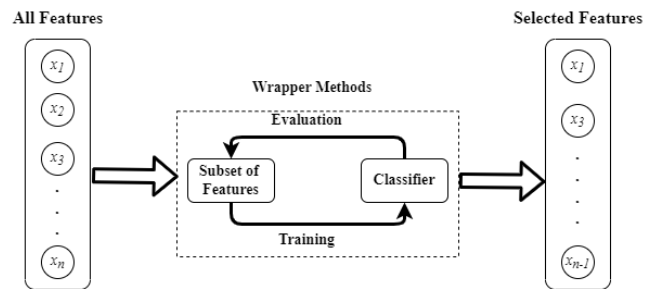 All Features
Selected Features
x1
x2
x3
.
.
.
xn
Wrapper Methods
Evaluation
Subset of
Features
Classifier
Training
x1
x3
.
.
.
.
xn-1